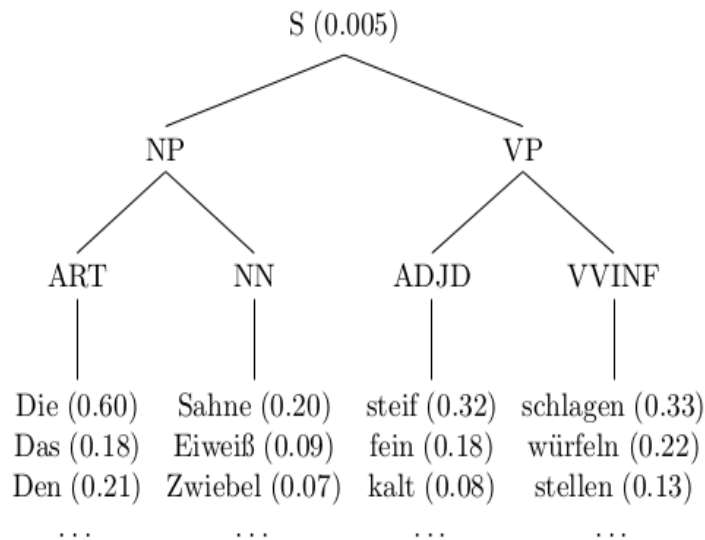 S (0.005)
NP VP
ART NN ADJD VVINF
Die (0.60) Sahne (0.20) steif (0.32) schlagen (0.33)
Das (0.18) Eiweiß (0.09) fein (0.18) würfeln (0.22)
Den (0.21) Zwiebel (0.07) kalt (0.08) stellen (0.13)
... ... ... ...